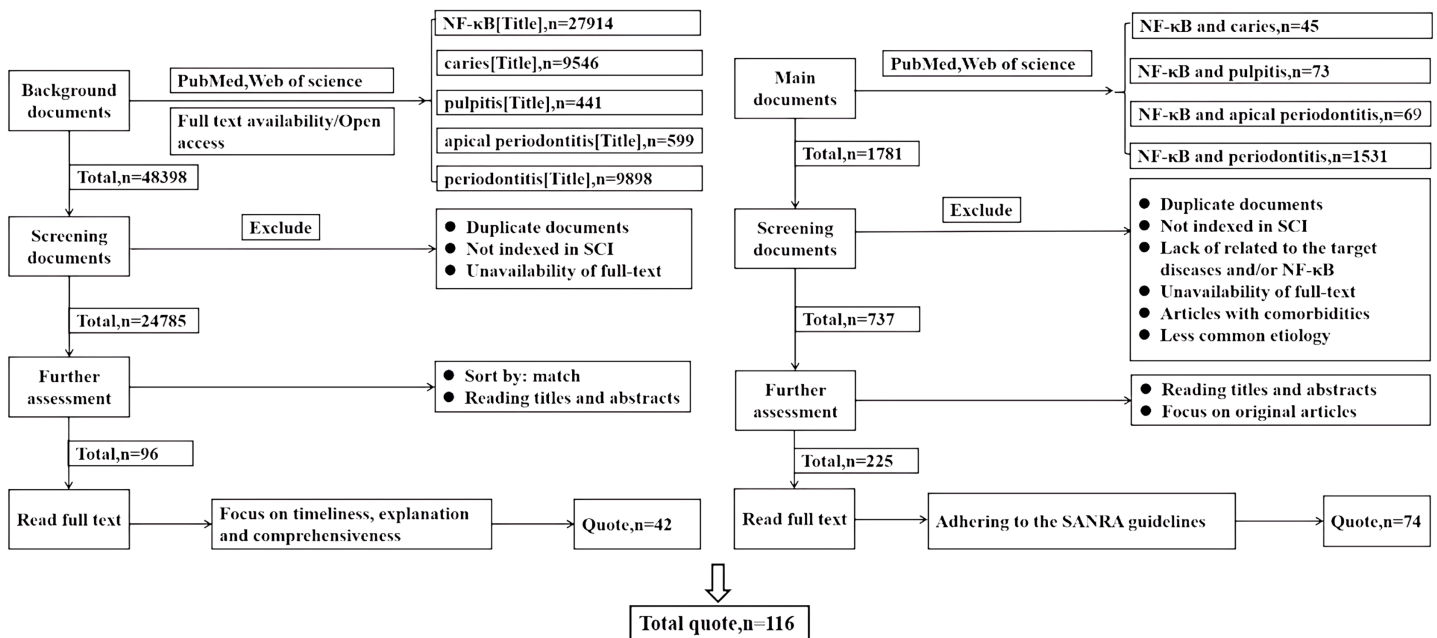 Background
documents
PubMed,Web of science
Full text availability/Open
access
NF-κB[Title],n=27914
caries[Title],n=9546
pulpitis[Title],n=441
apical periodontitis[Title],n=599
periodontitis[Title],n=9898
Total,n=48398
Screening
documents
Exclude
● Duplicate documents
● Not indexed in SCI
● Unavailability of full-text
Total,n=24785
Further
assessment
● Sort by: match
● Reading titles and abstracts
Total,n=96
Read full text
Focus on timeliness, explanation
and comprehensiveness
Quote,n=42
Main
documents
PubMed,Web of science
NF-κB and caries,n=45
NF-κB and pulpitis,n=73
NF-κB and apical periodontitis,n=69
NF-κB and periodontitis,n=1531
Total,n=1781
Screening
documents
Exclude
● Duplicate documents
● Not indexed in SCI
● Lack of related to the target
diseases and/or NF-κB
● Unavailability of full-text
● Articles with comorbidities
● Less common etiology
Total,n=737
Further
assessment
● Reading titles and abstracts
● Focus on original articles
Total,n=225
Read full text
Adhering to the SANRA guidelines
Quote,n=74
Total quote,n=116